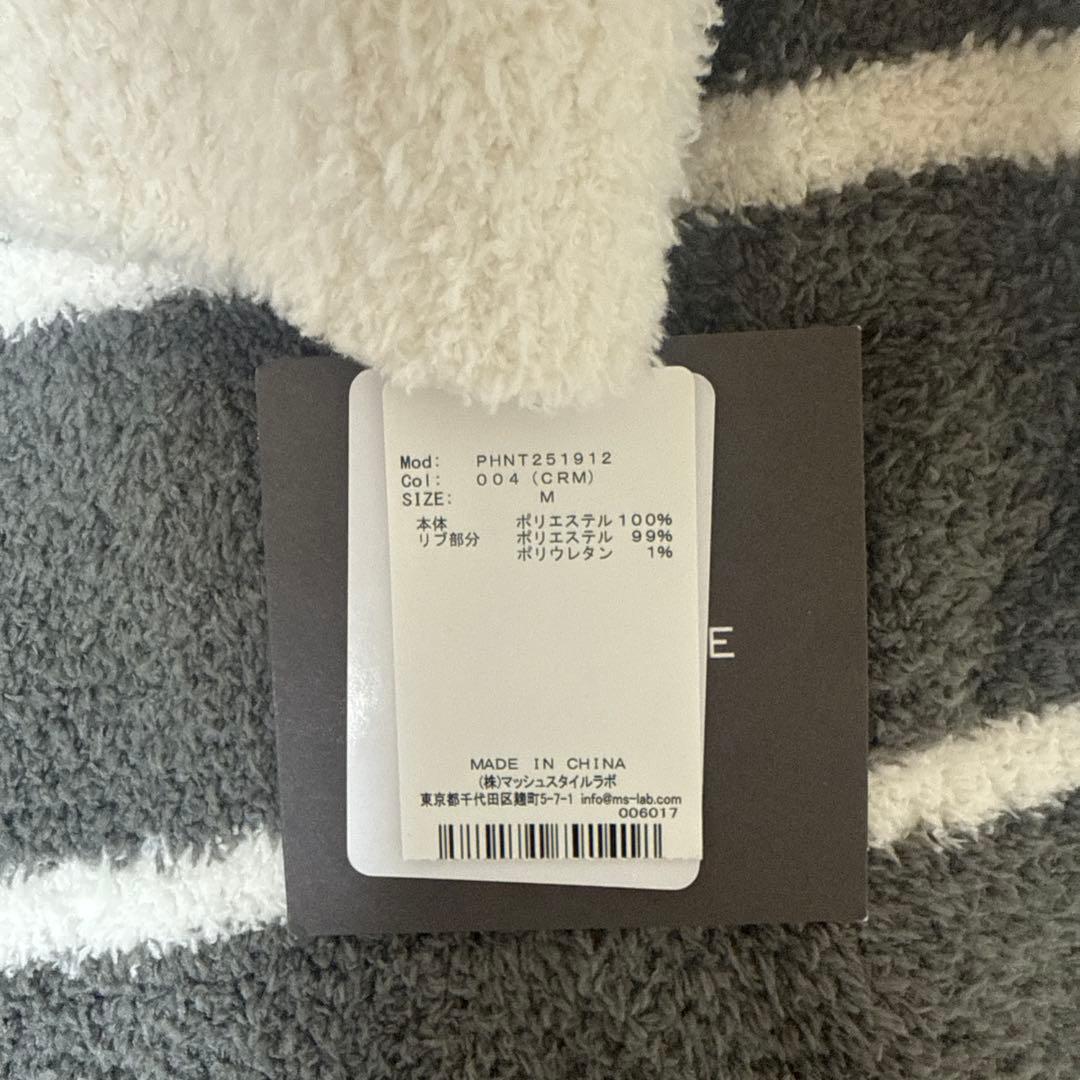 Mod: PHNT251912
Col: 004 (CRM)
SIZE: M
本体 ポリエステル 100%
リブ部分 ポリエステル 99%
ポリウレタン 1%
E
MADE IN CHINA
(株)マッシュスタイルラボ
東京都千代田区麹町5-7-1 info@ms-lab.com
006017